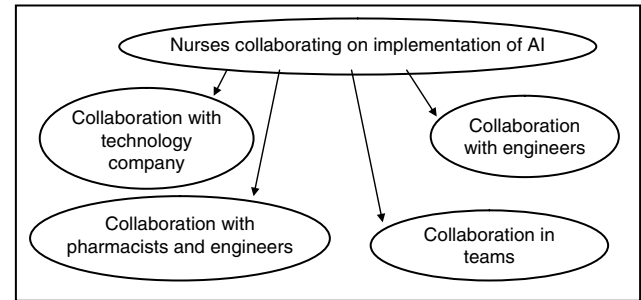 Nurses collaborating on implementation of AI
Collaboration with
technology
company
Collaboration
with engineers
Collaboration with
pharmacists and engineers
Collaboration in
teams